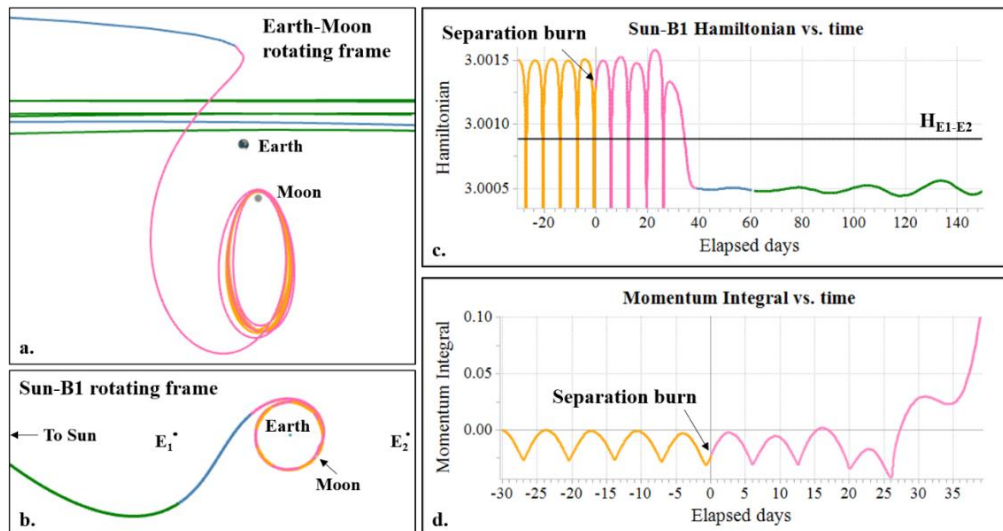 a.
Earth-Moon
rotating frame
Earth
Moon
Sun-B1 rotating frame
To Sun
E1
Earth
E2
Moon
b.
Sun-B1 Hamiltonian vs. time
Separation burn
3.0015
3.0010
3.0005
Hamiltonian
HE1-E2
-20 0 20 40 60 80 100 120 140
Elapsed days
c.
Momentum Integral vs. time
0.10
0.05
0.00
-0.05
Momentum Integral
Separation burn
-30 -25 -20 -15 -10 -5 0 5 10 15 20 25 30 35
Elapsed days
d.